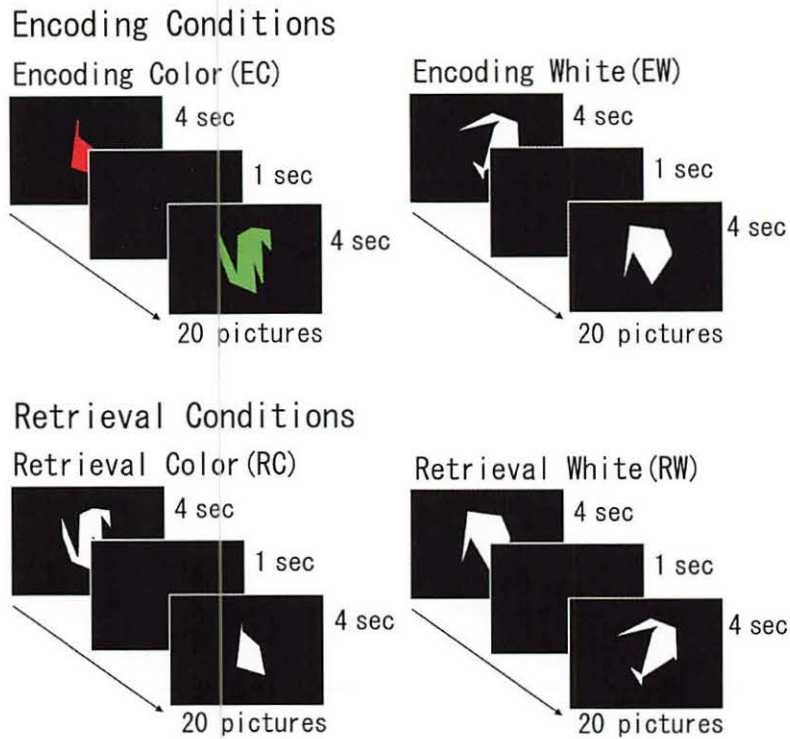 Encoding Conditions
Encoding Color(EC)
4 sec
1 sec
4 sec
20 pictures
Encoding White(EW)
4 sec
1 sec
4 sec
20 pictures
Retrieval Conditions
Retrieval Color(RC)
4 sec
1 sec
4 sec
20 pictures
Retrieval White(RW)
4 sec
1 sec
4 sec
20 pictures